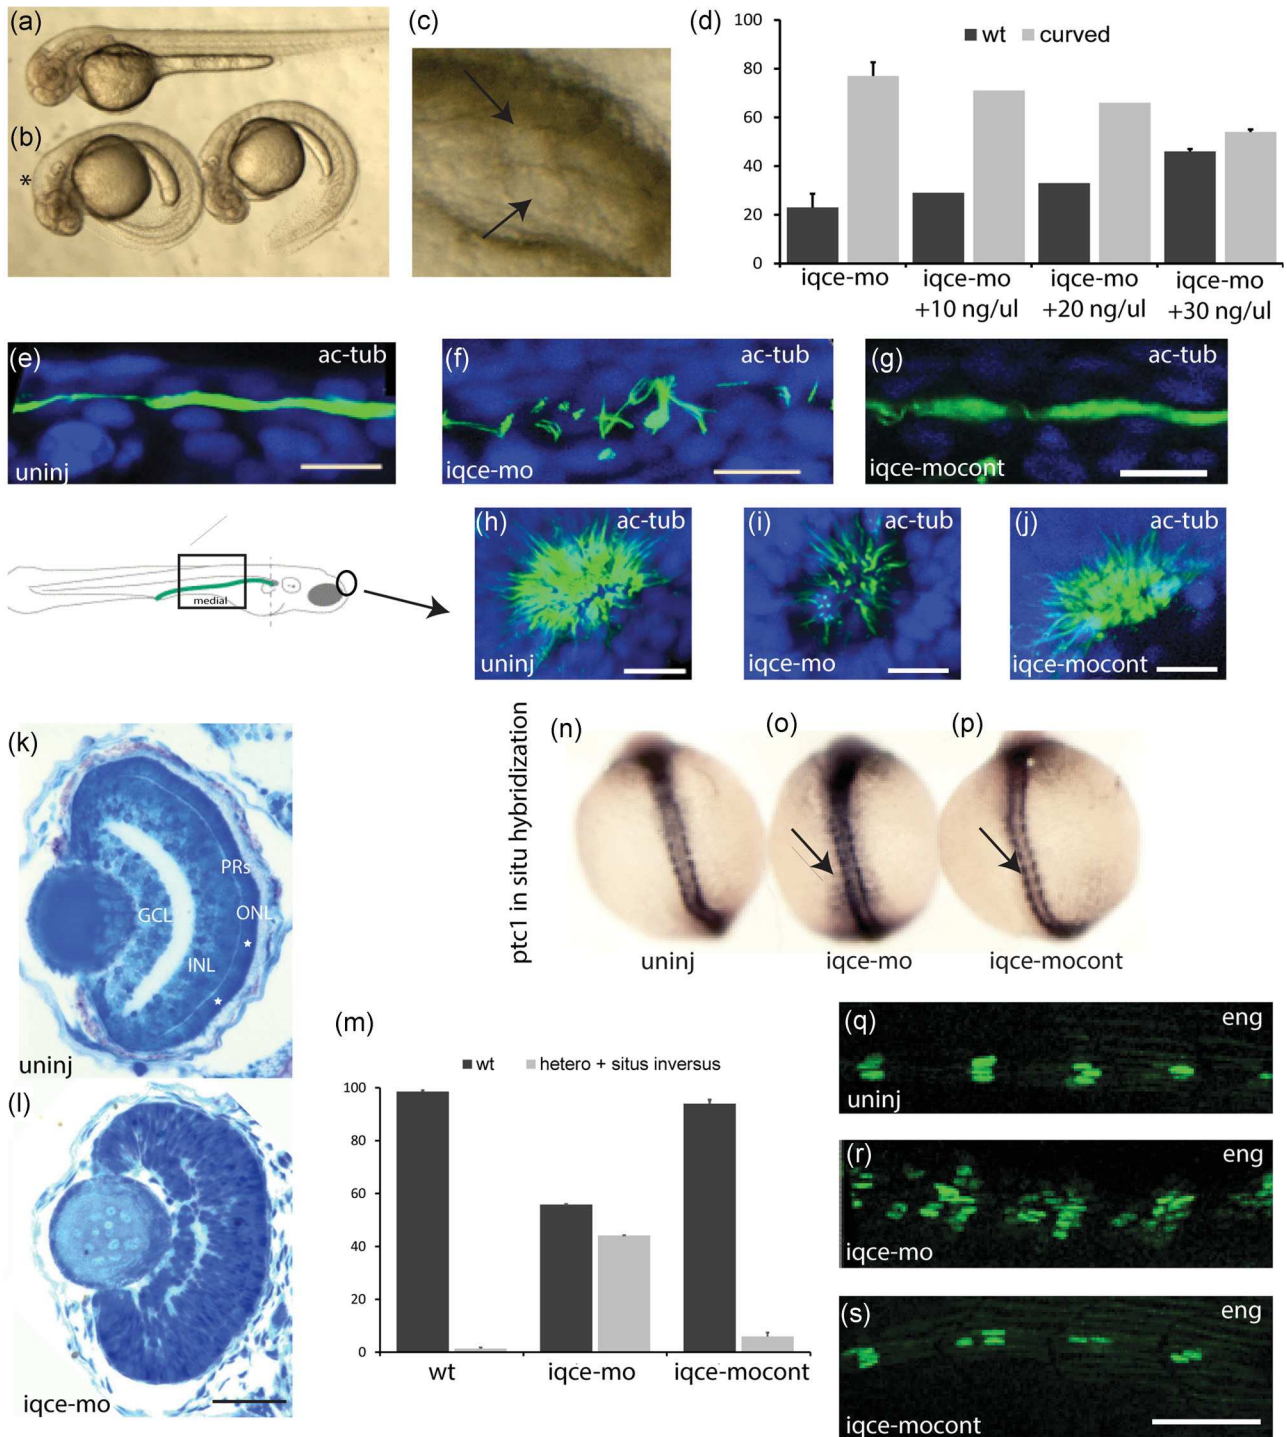 (a)
(b)
*
(c)
(d)
wt curved
100
80
60
40
20
0
iqce-mo
iqce-mo +10 ng/ul
iqce-mo +20 ng/ul
iqce-mo +30 ng/ul
(e)
ac-tub
uninj
(f)
ac-tub
iqce-mo
(g)
ac-tub
iqce-mocont
medial
(h)
ac-tub
uninj
(i)
ac-tub
iqce-mo
(j)
ac-tub
iqce-mocont
(k)
PRs
GCL
ONL
INL
uninj
(l)
iqce-mo
(m)
wt hetero + situs inversus
100
80
60
40
20
0
wt
iqce-mo
iqce-mocont
ptc1 in situ hybridization
(n)
uninj
(o)
iqce-mo
(p)
iqce-mocont
(q)
eng
uninj
(r)
eng
iqce-mo
(s)
eng
iqce-mocont